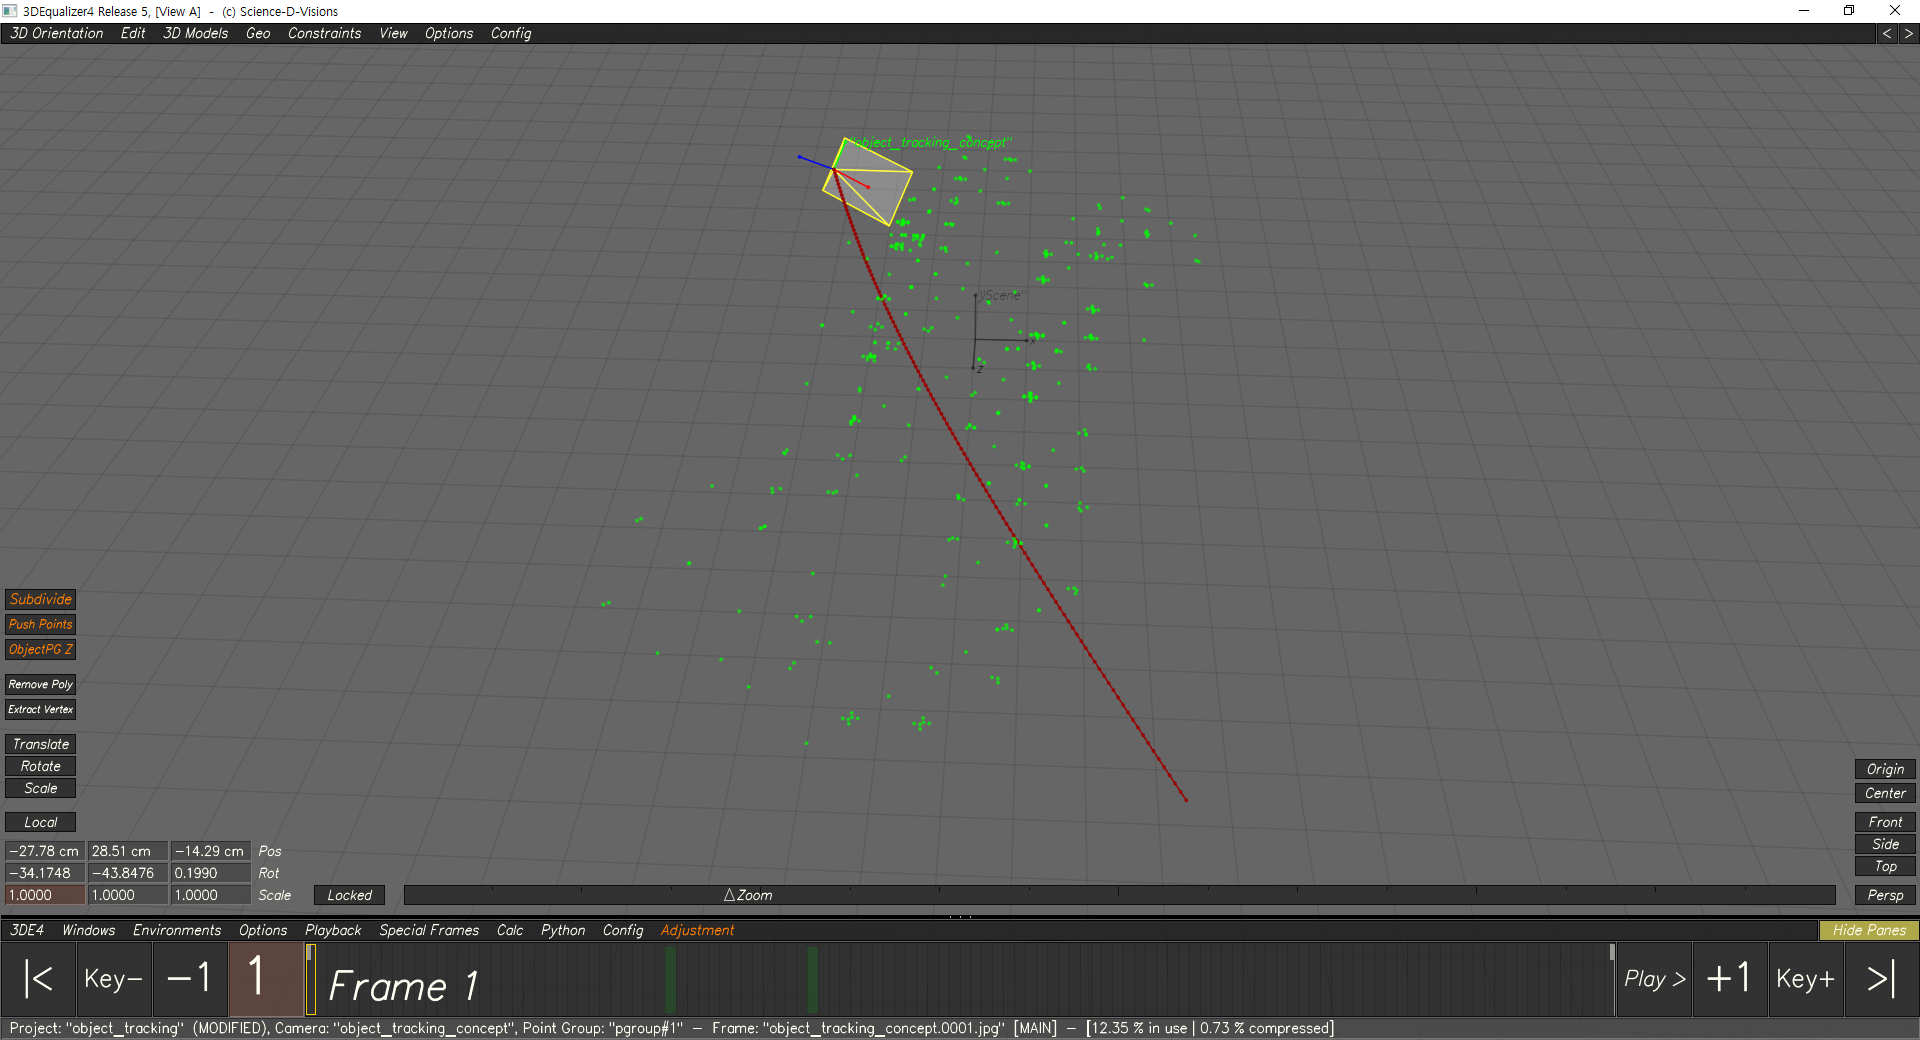 3DEqualizer4 Release 5, [View A]  -  (c) Science-D-Visions
3D Orientation Edit 3D Models Geo Constraints View Options Config < >
"object_tracking_concept"
"Scene"
y
x
z
Subdivide
Push Points
ObjectPG Z
Remove Poly
Extract Vertex
Translate
Rotate
Scale
Local
Origin
Center
Front
Side
Top
Persp
-27.78 cm 28.51 cm -14.29 cm Pos
-34.1748 -43.8476 0.1990 Rot
1.0000 1.0000 1.0000 Scale Locked Zoom
3DE4 Windows Environments Options Playback Special Frames Calc Python Config Adjustment Hide Panes
|< Key- -1 1 Frame 1 Play > +1 Key+ >|
Project: "object_tracking" (MODIFIED), Camera: "object_tracking_concept", Point Group: "pgroup#1" - Frame: "object_tracking_concept.0001.jpg" [MAIN] - [12.35 % in use | 0.73 % compressed]